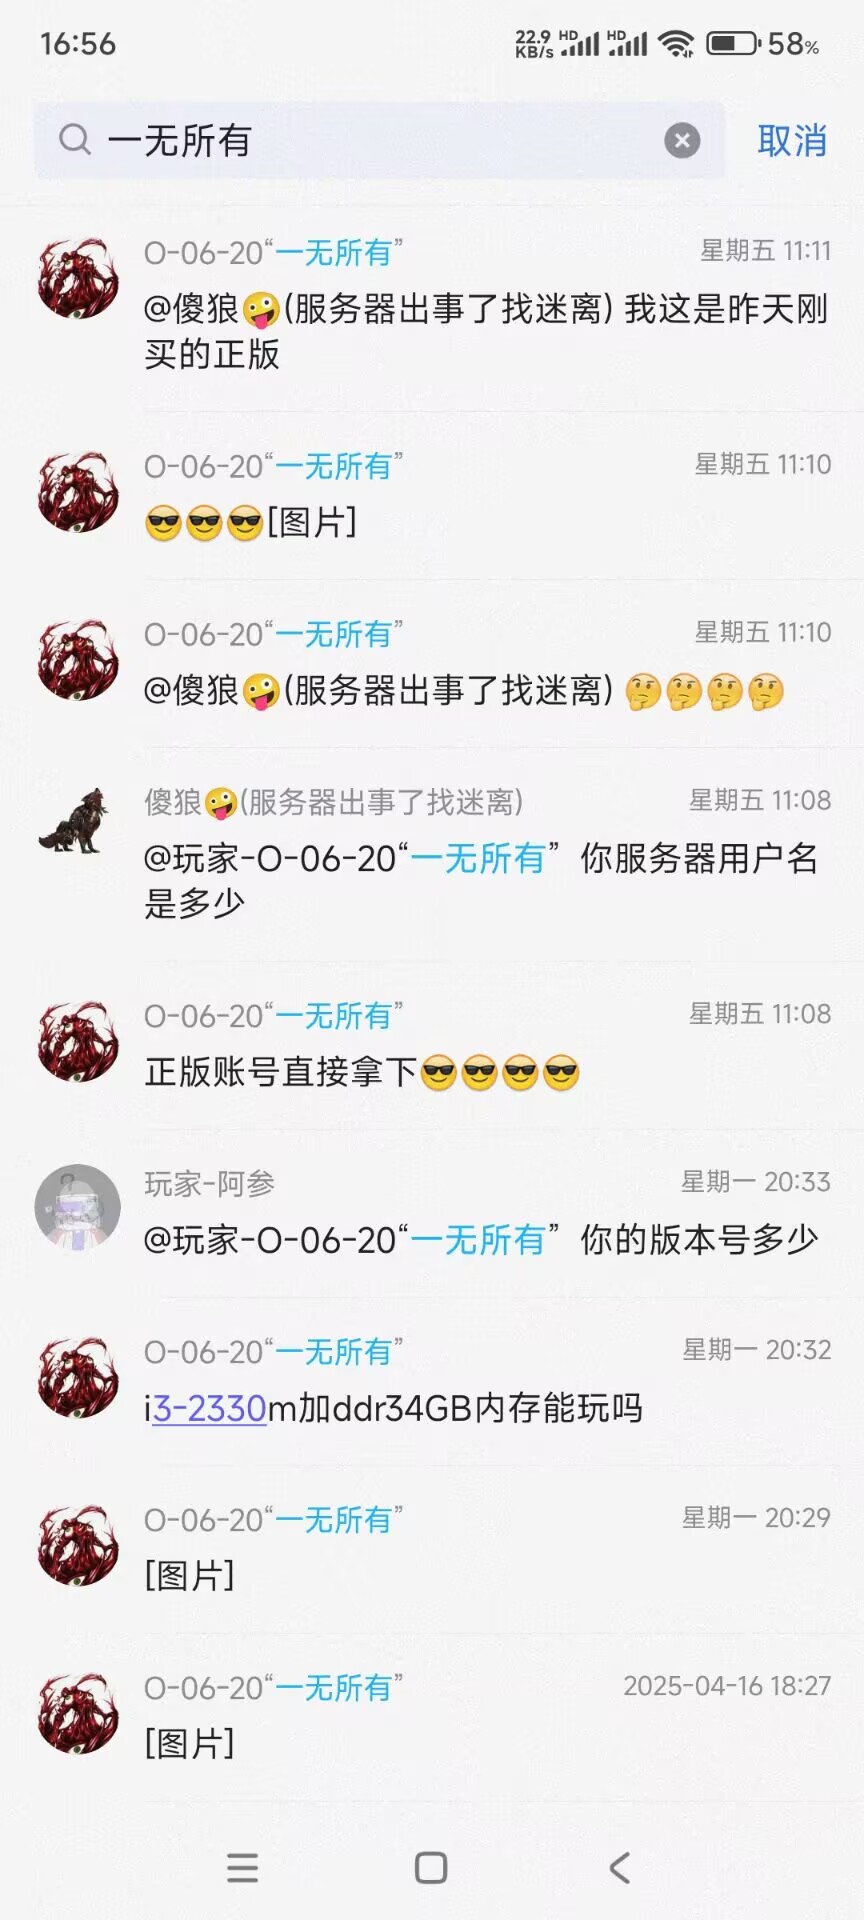 16:56
22.9 KB/s HD HD 58%
一无所有
取消
O-06-20“一无所有”
星期五 11:11
@傻狼🤪(服务器出事了找迷离) 我这是昨天刚
买的正版
O-06-20“一无所有”
星期五 11:10
😎😎😎[图片]
O-06-20“一无所有”
星期五 11:10
@傻狼🤪(服务器出事了找迷离) 🤔🤔🤔🤔
傻狼🤪(服务器出事了找迷离)
星期五 11:08
@玩家-O-06-20“一无所有” 你服务器用户名
是多少
O-06-20“一无所有”
星期五 11:08
正版账号直接拿下😎😎😎😎
玩家-阿参
星期一 20:33
@玩家-O-06-20“一无所有” 你的版本号多少
O-06-20“一无所有”
星期一 20:32
i3-2330m加ddr34GB内存能玩吗
O-06-20“一无所有”
星期一 20:29
[图片]
O-06-20“一无所有”
2025-04-16 18:27
[图片]